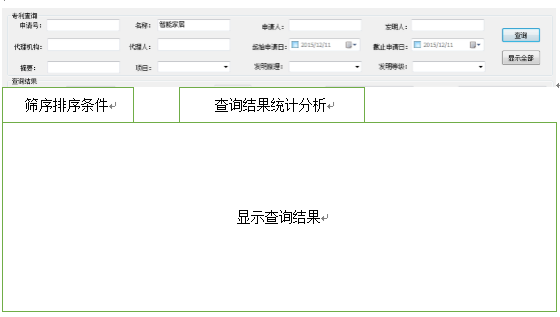 专利查询
申请号： 名称： 智能家居 申请人： 发明人： 查询
代理机构： 代理人： 起始申请日： 2015/12/11 截止申请日： 2015/12/11
显示全部
摘要： 项目： 发明等级：
查询结果
筛序排序条件 查询结果统计分析
显示查询结果